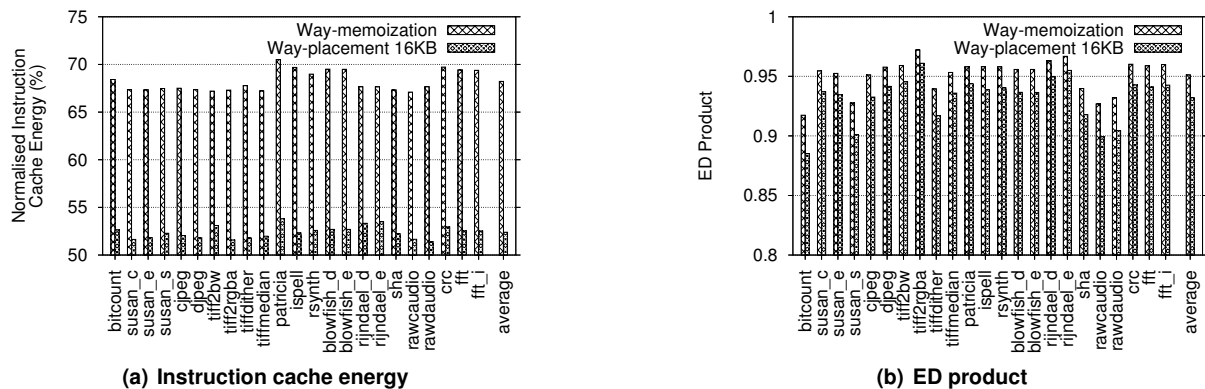 75
70
65
60
55
50
Normalised Instruction
Cache Energy (%)
Way-memoization
Way-placement 16KB
bitcount
susan_c
susan_e
susan_s
cjpeg
djpeg
tiff2bw
tiff2rgba
tiffdither
tiffmedian
patricia
ispell
rsynth
blowfish_d
blowfish_e
rijndael_d
rijndael_e
sha
rawcaudio
rawdaudio
crc
fft
fft_i
average
(a) Instruction cache energy
1
0.95
0.9
0.85
0.8
ED Product
Way-memoization
Way-placement 16KB
bitcount
susan_c
susan_e
susan_s
cjpeg
djpeg
tiff2bw
tiff2rgba
tiffdither
tiffmedian
patricia
ispell
rsynth
blowfish_d
blowfish_e
rijndael_d
rijndael_e
sha
rawcaudio
rawdaudio
crc
fft
fft_i
average
(b) ED product